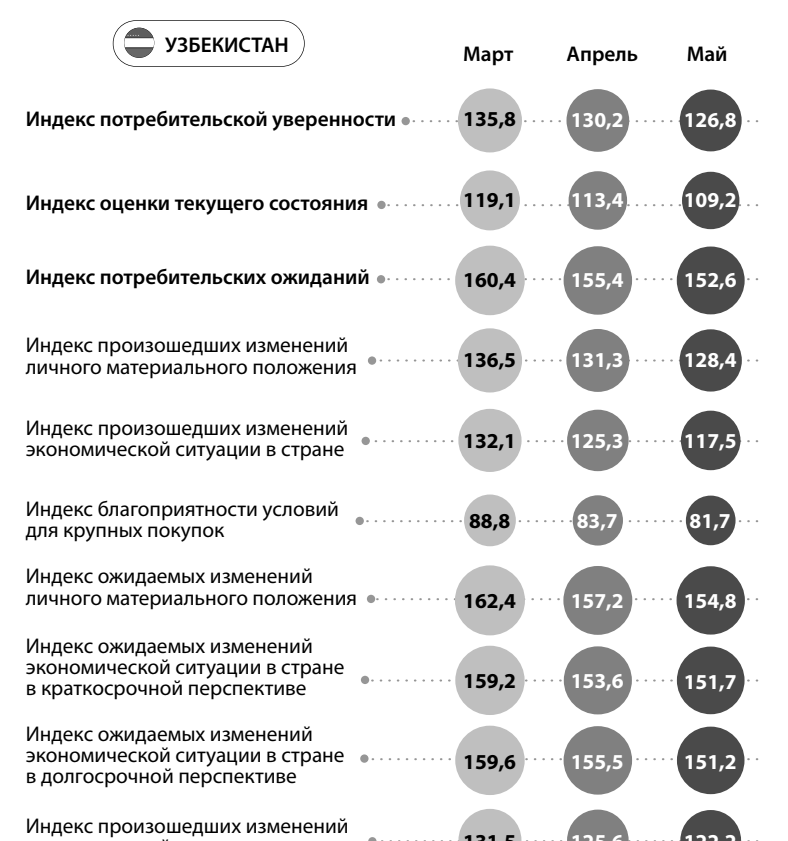 УЗБЕКИСТАН
Март Апрель Май
Индекс потребительской уверенности 135,8 130,2 126,8
Индекс оценки текущего состояния 119,1 113,4 109,2
Индекс потребительских ожиданий 160,4 155,4 152,6
Индекс произошедших изменений
личного материального положения 136,5 131,3 128,4
Индекс произошедших изменений
экономической ситуации в стране 132,1 125,3 117,5
Индекс благоприятности условий
для крупных покупок 88,8 83,7 81,7
Индекс ожидаемых изменений
личного материального положения 162,4 157,2 154,8
Индекс ожидаемых изменений
экономической ситуации в стране
в краткосрочной перспективе 159,2 153,6 151,7
Индекс ожидаемых изменений
экономической ситуации в стране
в долгосрочной перспективе 159,6 155,5 151,2
Индекс произошедших изменений